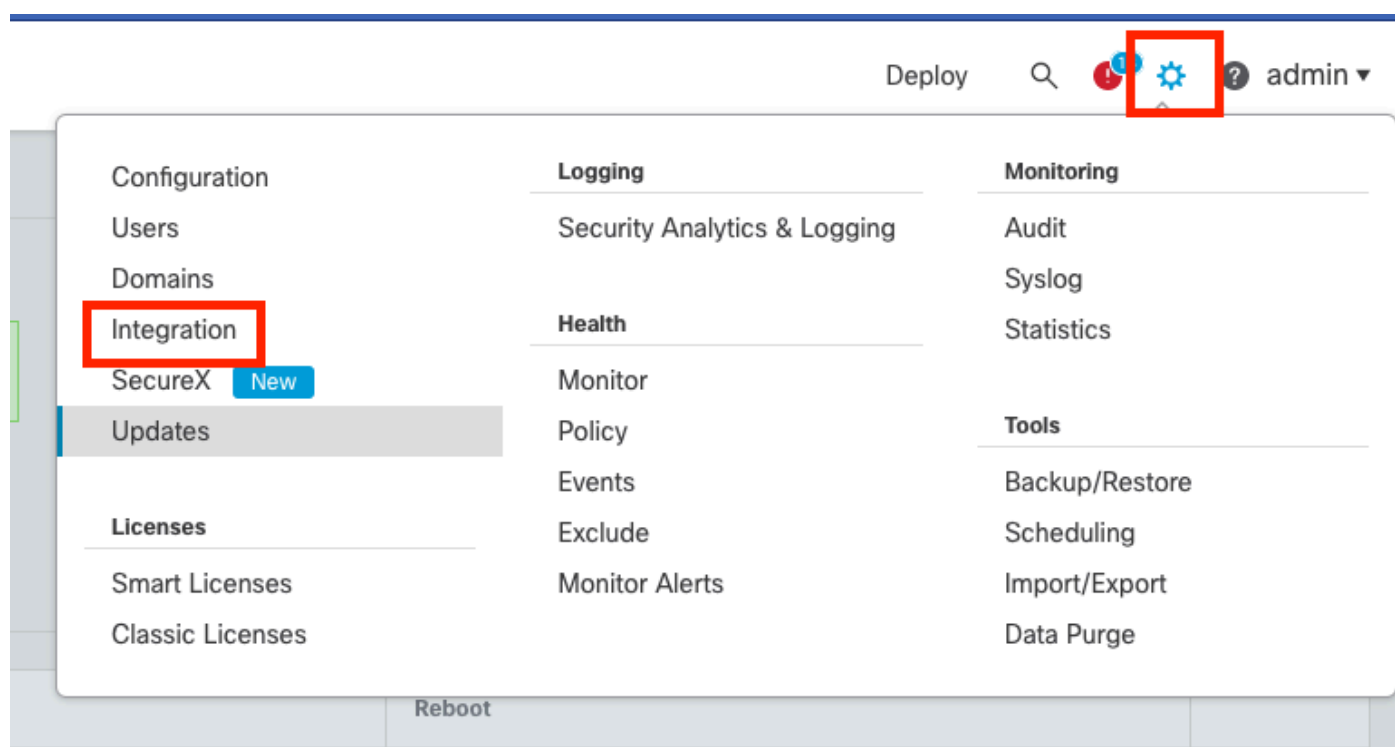 Deploy admin
Configuration
Users
Domains
Integration
SecureX New
Updates
Licenses
Smart Licenses
Classic Licenses
Logging
Security Analytics & Logging
Health
Monitor
Policy
Events
Exclude
Monitor Alerts
Monitoring
Audit
Syslog
Statistics
Tools
Backup/Restore
Scheduling
Import/Export
Data Purge
Reboot